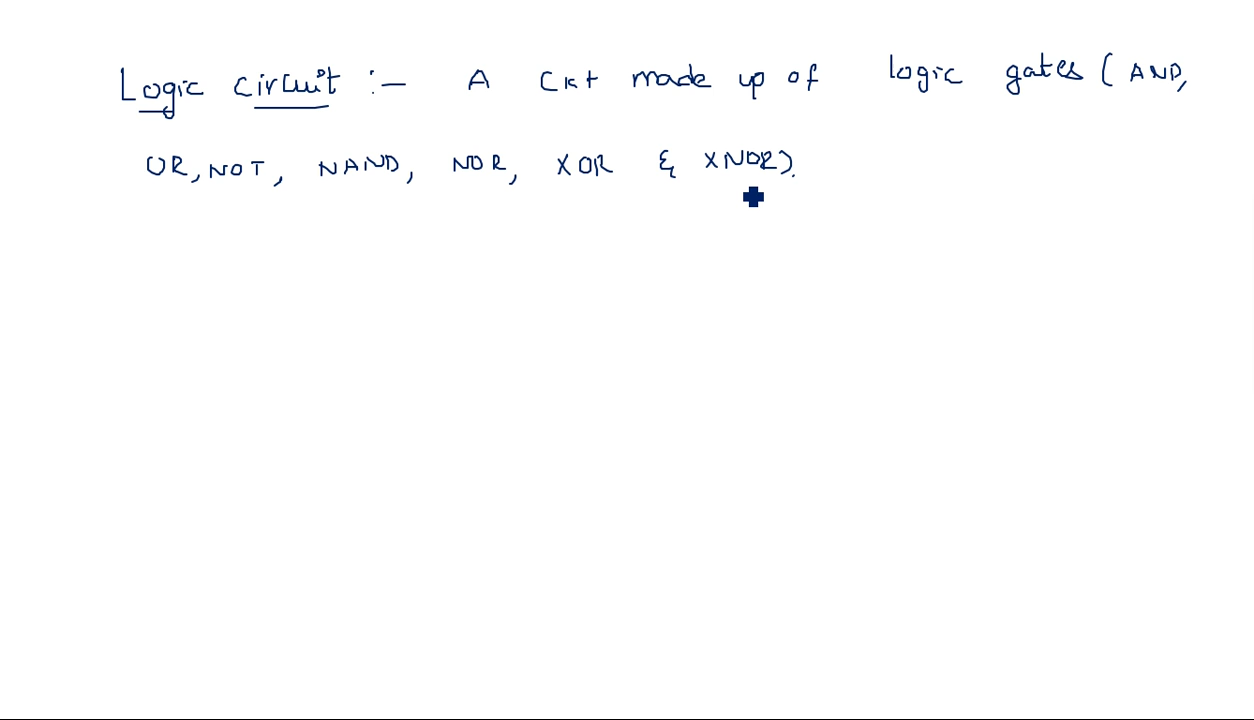 Logic circuit :- A ckt made up of logic gates ( AND,
OR, NOT, NAND, NOR, XOR & XNOR).